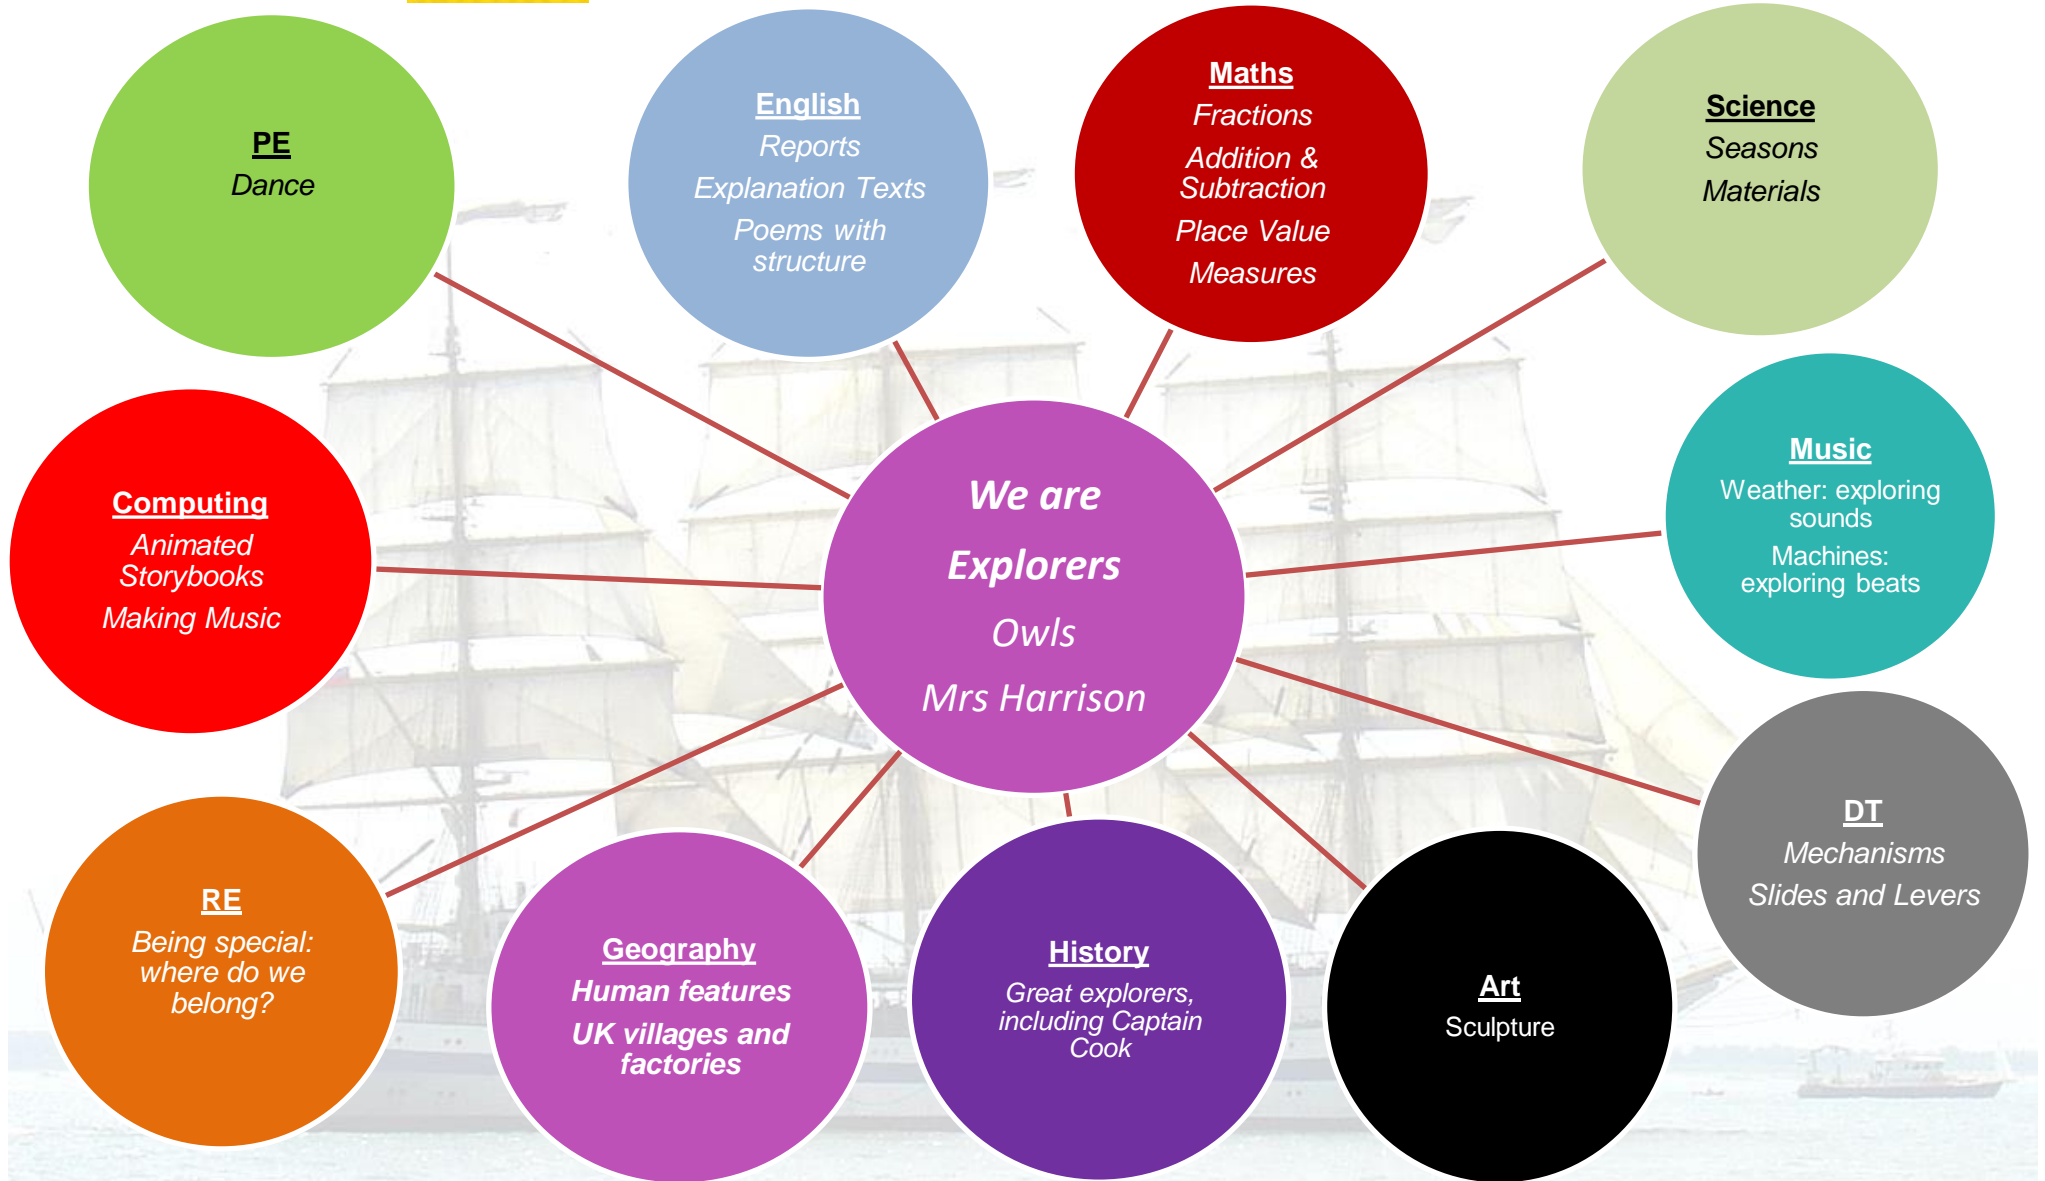 PE
Dance
English
Reports
Explanation Texts
Poems with
structure
Maths
Fractions
Addition &
Subtraction
Place Value
Measures
Science
Seasons
Materials
Computing
Animated
Storybooks
Making Music
We are
Explorers
Owls
Mrs Harrison
Music
Weather: exploring
sounds
Machines:
exploring beats
RE
Being special:
where do we
belong?
Geography
Human features
UK villages and
factories
History
Great explorers,
including Captain
Cook
Art
Sculpture
DT
Mechanisms
Slides and Levers